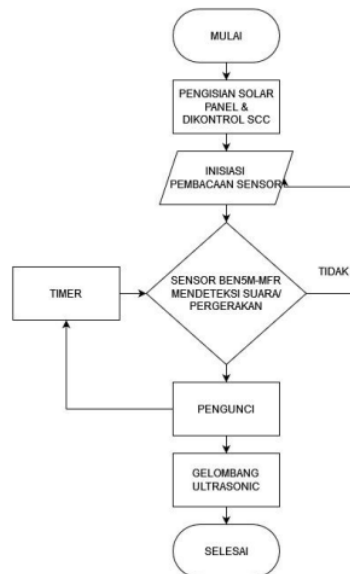 MULAI
PENGISIAN SOLAR
PANEL &
DIKONTROL SCC
INISIASI
PEMBACAAN SENSOR
SENSOR BEN5M-MFR
MENDETEKSI SUARA/
PERGERAKAN
TIDAK
TIMER
PENGUNCI
GELOMBANG
ULTRASONIC
SELESAI